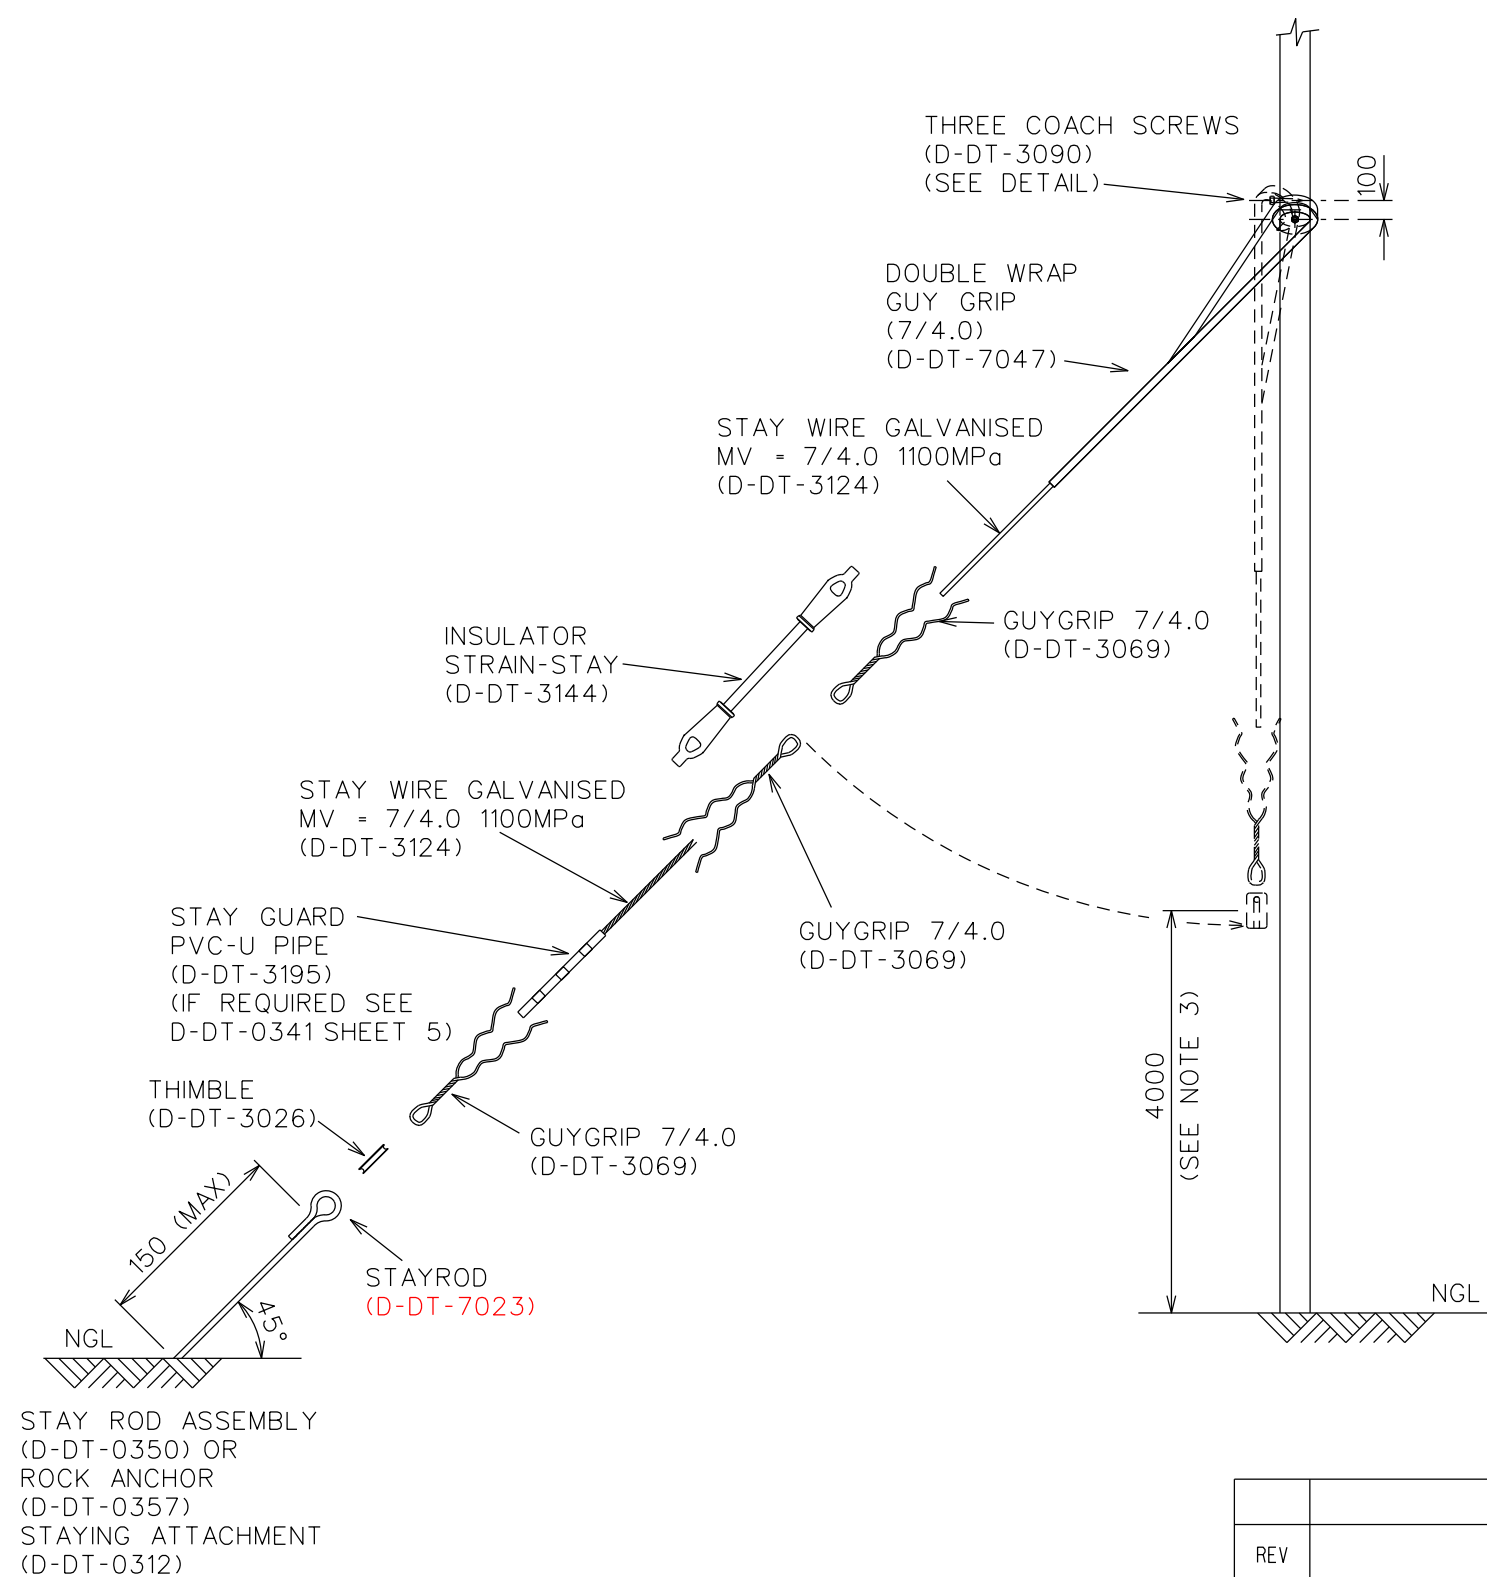 THREE COACH SCREWS
(D-DT-3090)
(SEE DETAIL)
100
DOUBLE WRAP
GUY GRIP
(7/4.0)
(D-DT-7047)
STAY WIRE GALVANISED
MV = 7/4.0 1100MPa
(D-DT-3124)
GUYGRIP 7/4.0
(D-DT-3069)
INSULATOR
STRAIN-STAY
(D-DT-3144)
STAY WIRE GALVANISED
MV = 7/4.0 1100MPa
(D-DT-3124)
STAY GUARD
PVC-U PIPE
(D-DT-3195)
(IF REQUIRED SEE
D-DT-0341 SHEET 5)
GUYGRIP 7/4.0
(D-DT-3069)
4000
(SEE NOTE 3)
THIMBLE
(D-DT-3026)
GUYGRIP 7/4.0
(D-DT-3069)
150 (MAX)
STAYROD
(D-DT-7023)
45°
NGL
NGL
STAY ROD ASSEMBLY
(D-DT-0350) OR
ROCK ANCHOR
(D-DT-0357)
STAYING ATTACHMENT
(D-DT-0312)
REV